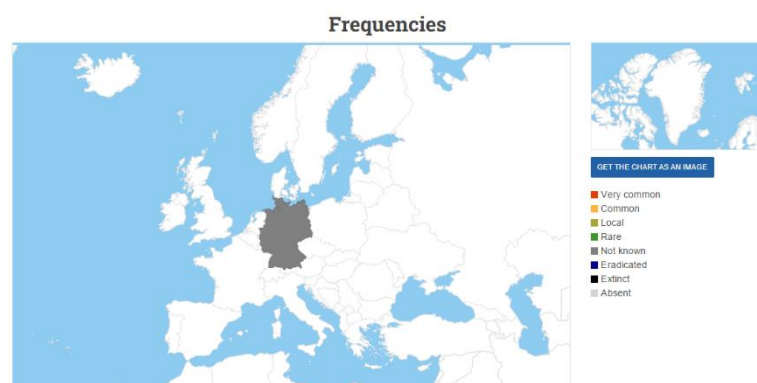 Frequencies
GET THE CHART AS AN IMAGE
Very common
Common
Local
Rare
Not known
Eradicated
Extinct
Absent